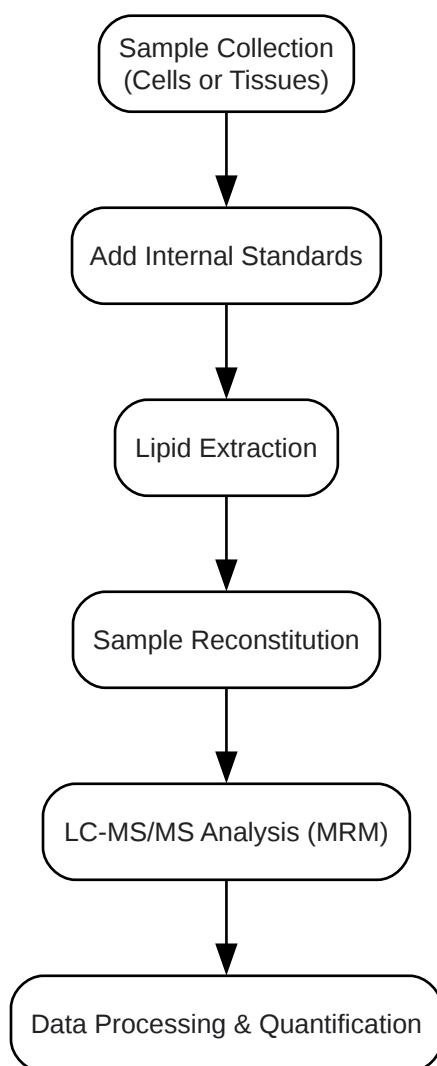 Sample Collection
(Cells or Tissues)
Add Internal Standards
Lipid Extraction
Sample Reconstitution
LC-MS/MS Analysis (MRM)
Data Processing & Quantification